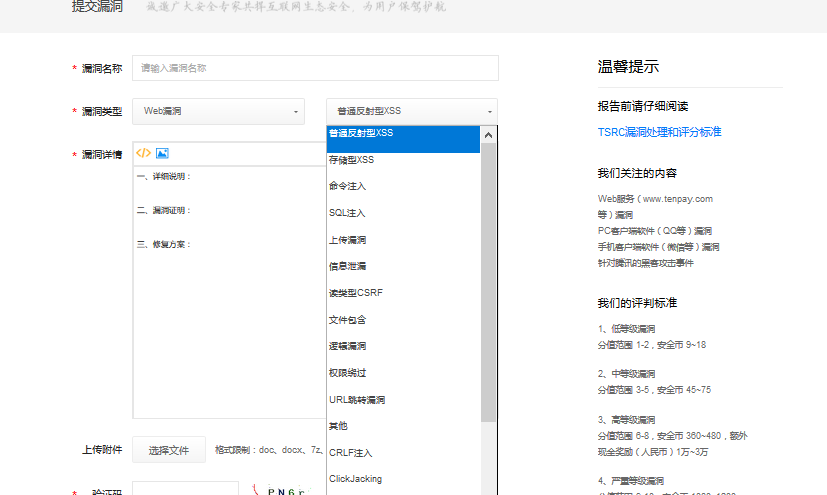 提交漏洞 诚邀广大安全专家共铸互联网生态安全,为用户保驾护航
* 漏洞名称 请输入漏洞名称
* 漏洞类型 Web漏洞 普通反射型XSS
* 漏洞详情
一、详细说明:
二、漏洞证明:
三、修复方案:
普通反射型XSS
存储型XSS
命令注入
SQL注入
上传漏洞
信息泄漏
读类型CSRF
文件包含
逻辑漏洞
权限绕过
URL跳转漏洞
其他
CRLF注入
ClickJacking
上传附件 选择文件 格式限制:doc、docx、7z、
* 验证码
温馨提示
报告前请仔细阅读
TSRC漏洞处理和评分标准
我们关注的内容
Web服务(www.tenpay.com
等)漏洞
PC客户端软件(QQ等)漏洞
手机客户端软件(微信等)漏洞
针对腾讯的黑客攻击事件
我们的评判标准
1、低等级漏洞
分值范围 1-2,安全币 9~18
2、中等级漏洞
分值范围 3-5,安全币 45~75
3、高等级漏洞
分值范围 6-8,安全币 360~480,额外
现金奖励(人民币)1万~3万
4、严重等级漏洞